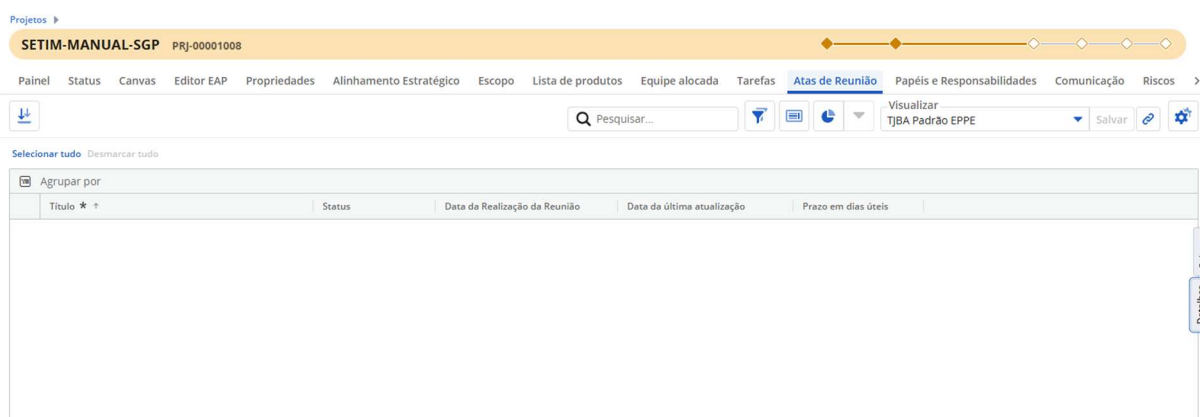 Projetos
SETIM-MANUAL-SGP PRJ-00001008
Painel Status Canvas Editor EAP Propriedades Alinhamento Estratégico Escopo Lista de produtos Equipe alocada Tarefas Atas de Reunião Papéis e Responsabilidades Comunicação Riscos
Pesquisar...
Visualizar
TJBA Padrão EPPE
Salvar
Selecionar tudo Desmarcar tudo
Agrupar por
Título * ↑ Status Data da Realização da Reunião Data da última atualização Prazo em dias úteis